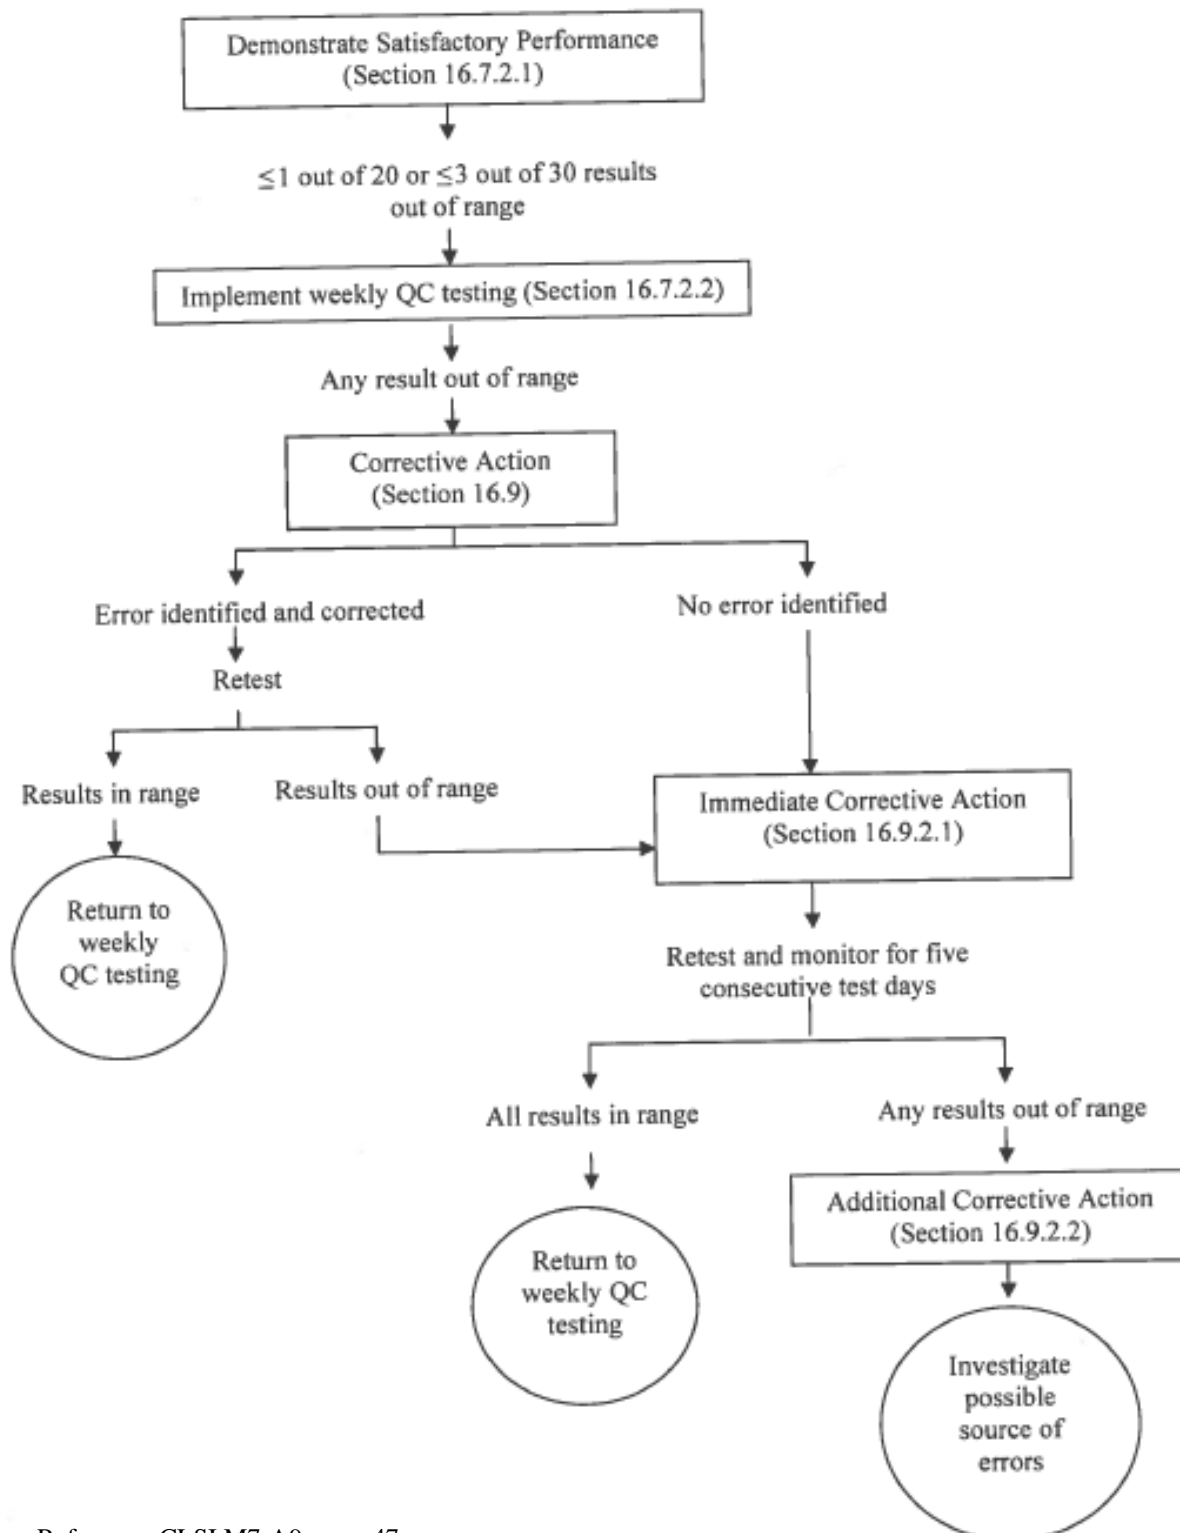 Demonstrate Satisfactory Performance
(Section 16.7.2.1)
≤1 out of 20 or ≤3 out of 30 results
out of range
Implement weekly QC testing (Section 16.7.2.2)
Any result out of range
Corrective Action
(Section 16.9)
Error identified and corrected
No error identified
Retest
Results in range
Results out of range
Immediate Corrective Action
(Section 16.9.2.1)
Return to
weekly
QC testing
Retest and monitor for five
consecutive test days
All results in range
Any results out of range
Additional Corrective Action
(Section 16.9.2.2)
Return to
weekly QC
testing
Investigate
possible
source of
errors
CLSI M7-A9
47